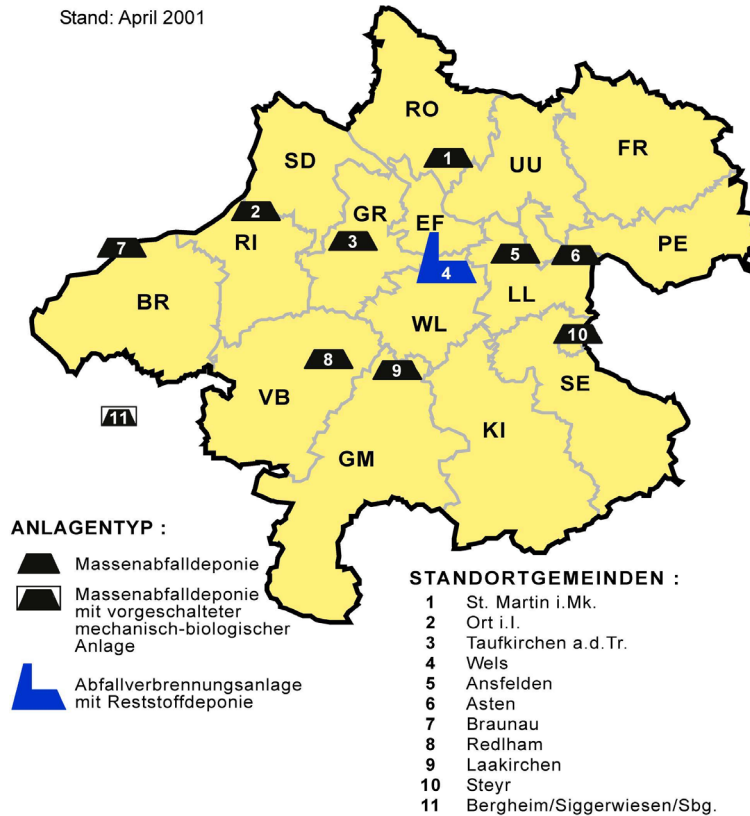 Stand: April 2001
RO
FR
SD
1
UU
GR
2
EF
RI
3
PE
7
5
6
4
BR
LL
WL
10
8
9
SE
VB
11
KI
GM
ANLAGENTYP :
Massenabfalldeponie
Massenabfalldeponie
mit vorgeschalteter
mechanisch-biologischer
Anlage
Abfallverbrennungsanlage
mit Reststoffdeponie
STANDORTGEMEINDEN :
1 St. Martin i.Mk.
2 Ort i.I.
3 Taufkirchen a.d.Tr.
4 Wels
5 Ansfelden
6 Asten
7 Braunau
8 Redlham
9 Laakirchen
10 Steyr
11 Bergheim/Siggerwiesen/Sbg.